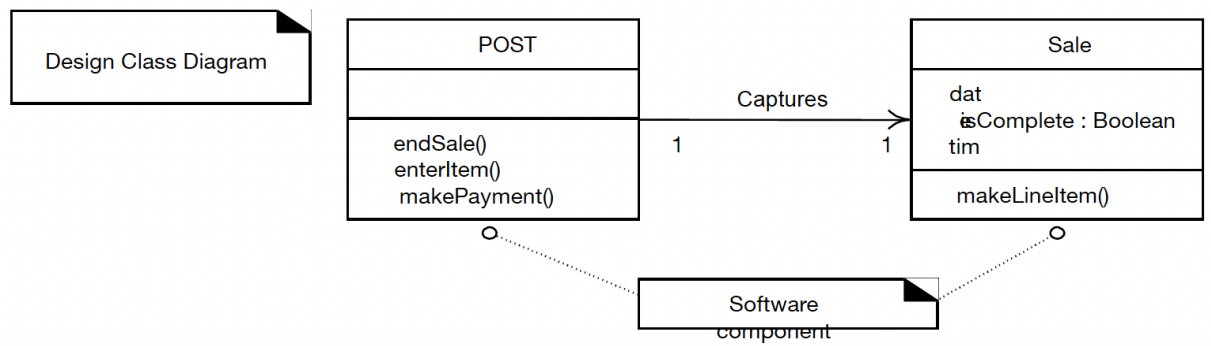 Design Class Diagram
POST
endSale()
enterItem()
makePayment()
Captures
1
1
Sale
dat
isComplete : Boolean
tim
makeLineItem()
Software
component